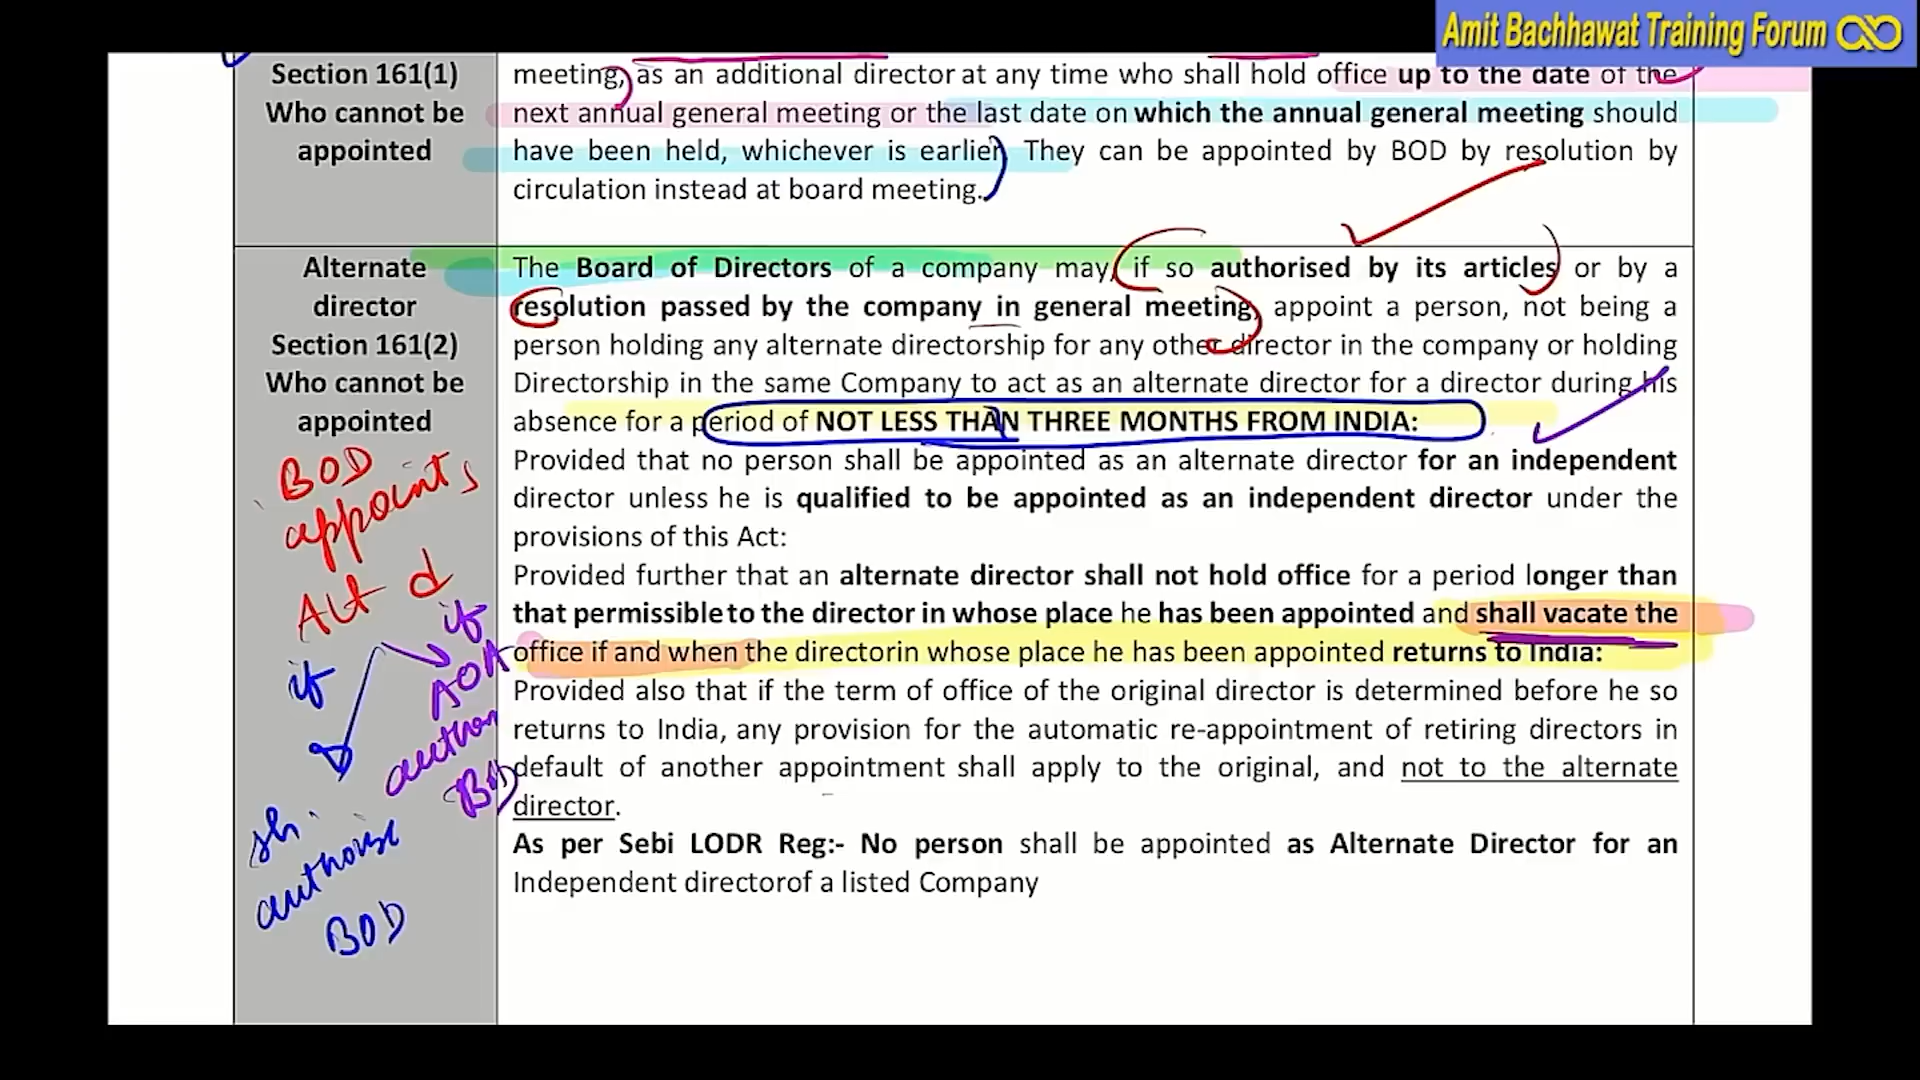 Amit Bachhawat Training Forum
Section 161(1)
Who cannot be
appointed
meeting, as an additional director at any time who shall hold office up to the date of the
next annual general meeting or the last date on which the annual general meeting should
have been held, whichever is earlier. They can be appointed by BOD by resolution by
circulation instead at board meeting.
Alternate
director
Section 161(2)
Who cannot be
appointed
BOD
appoints
Alt d
if
if
AOA
author
BD
sh.
authorise
BOD
The Board of Directors of a company may, if so authorised by its articles or by a
resolution passed by the company in general meeting, appoint a person, not being a
person holding any alternate directorship for any other director in the company or holding
Directorship in the same Company to act as an alternate director for a director during his
absence for a period of NOT LESS THAN THREE MONTHS FROM INDIA:
Provided that no person shall be appointed as an alternate director for an independent
director unless he is qualified to be appointed as an independent director under the
provisions of this Act:
Provided further that an alternate director shall not hold office for a period longer than
that permissible to the director in whose place he has been appointed and shall vacate the
office if and when the directorin whose place he has been appointed returns to India:
Provided also that if the term of office of the original director is determined before he so
returns to India, any provision for the automatic re-appointment of retiring directors in
default of another appointment shall apply to the original, and not to the alternate
director.
As per Sebi LODR Reg:- No person shall be appointed as Alternate Director for an
Independent directorof a listed Company